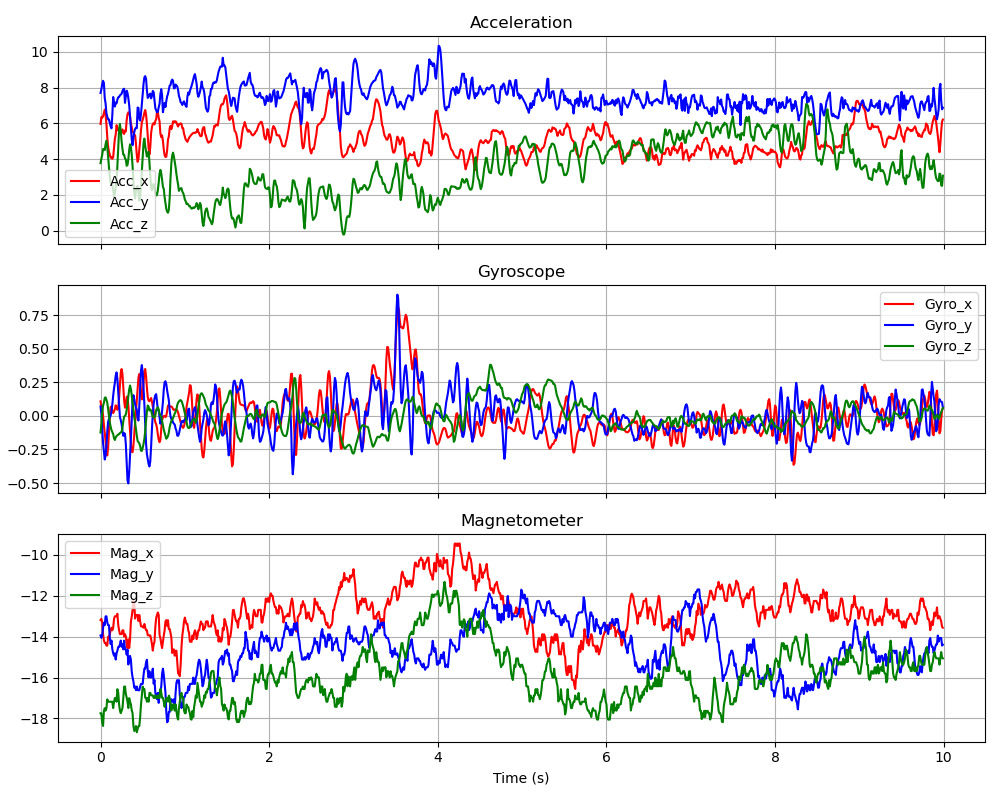 Acceleration
10
8
6
4
2
0
Acc_x
Acc_y
Acc_z
Gyroscope
0.75
0.50
0.25
0.00
−0.25
−0.50
Gyro_x
Gyro_y
Gyro_z
Magnetometer
−10
−12
−14
−16
−18
Mag_x
Mag_y
Mag_z
0 2 4 6 8 10
Time (s)